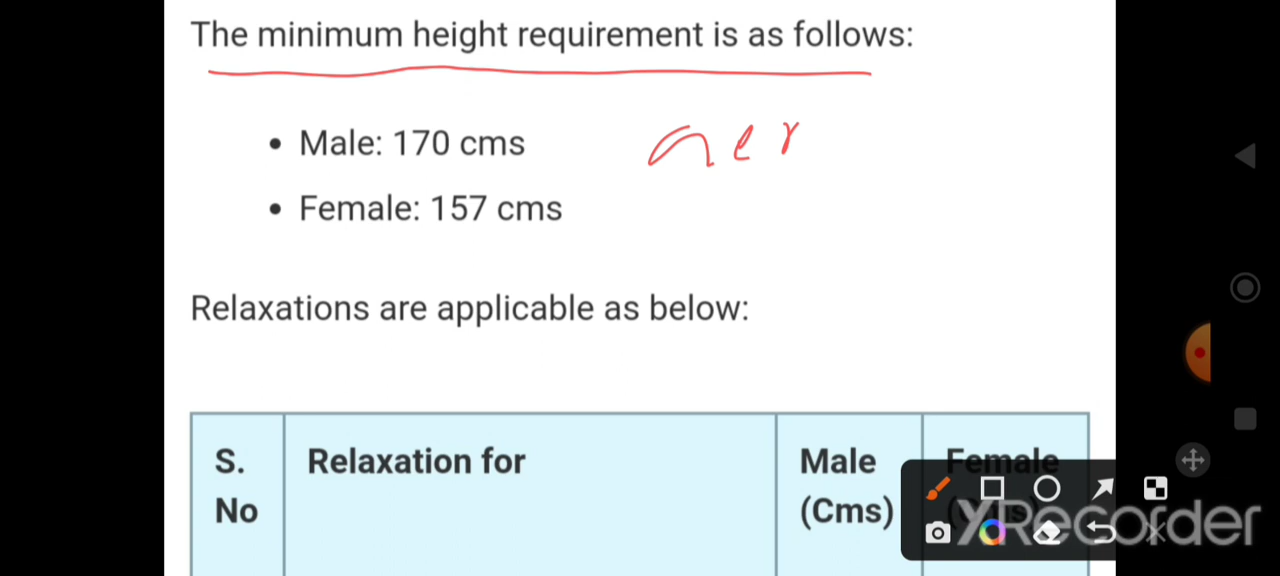 The minimum height requirement is as follows:
• Male: 170 cms
• Female: 157 cms
Relaxations are applicable as below:
S. No
Relaxation for
Male (Cms)
Female
XRecorder